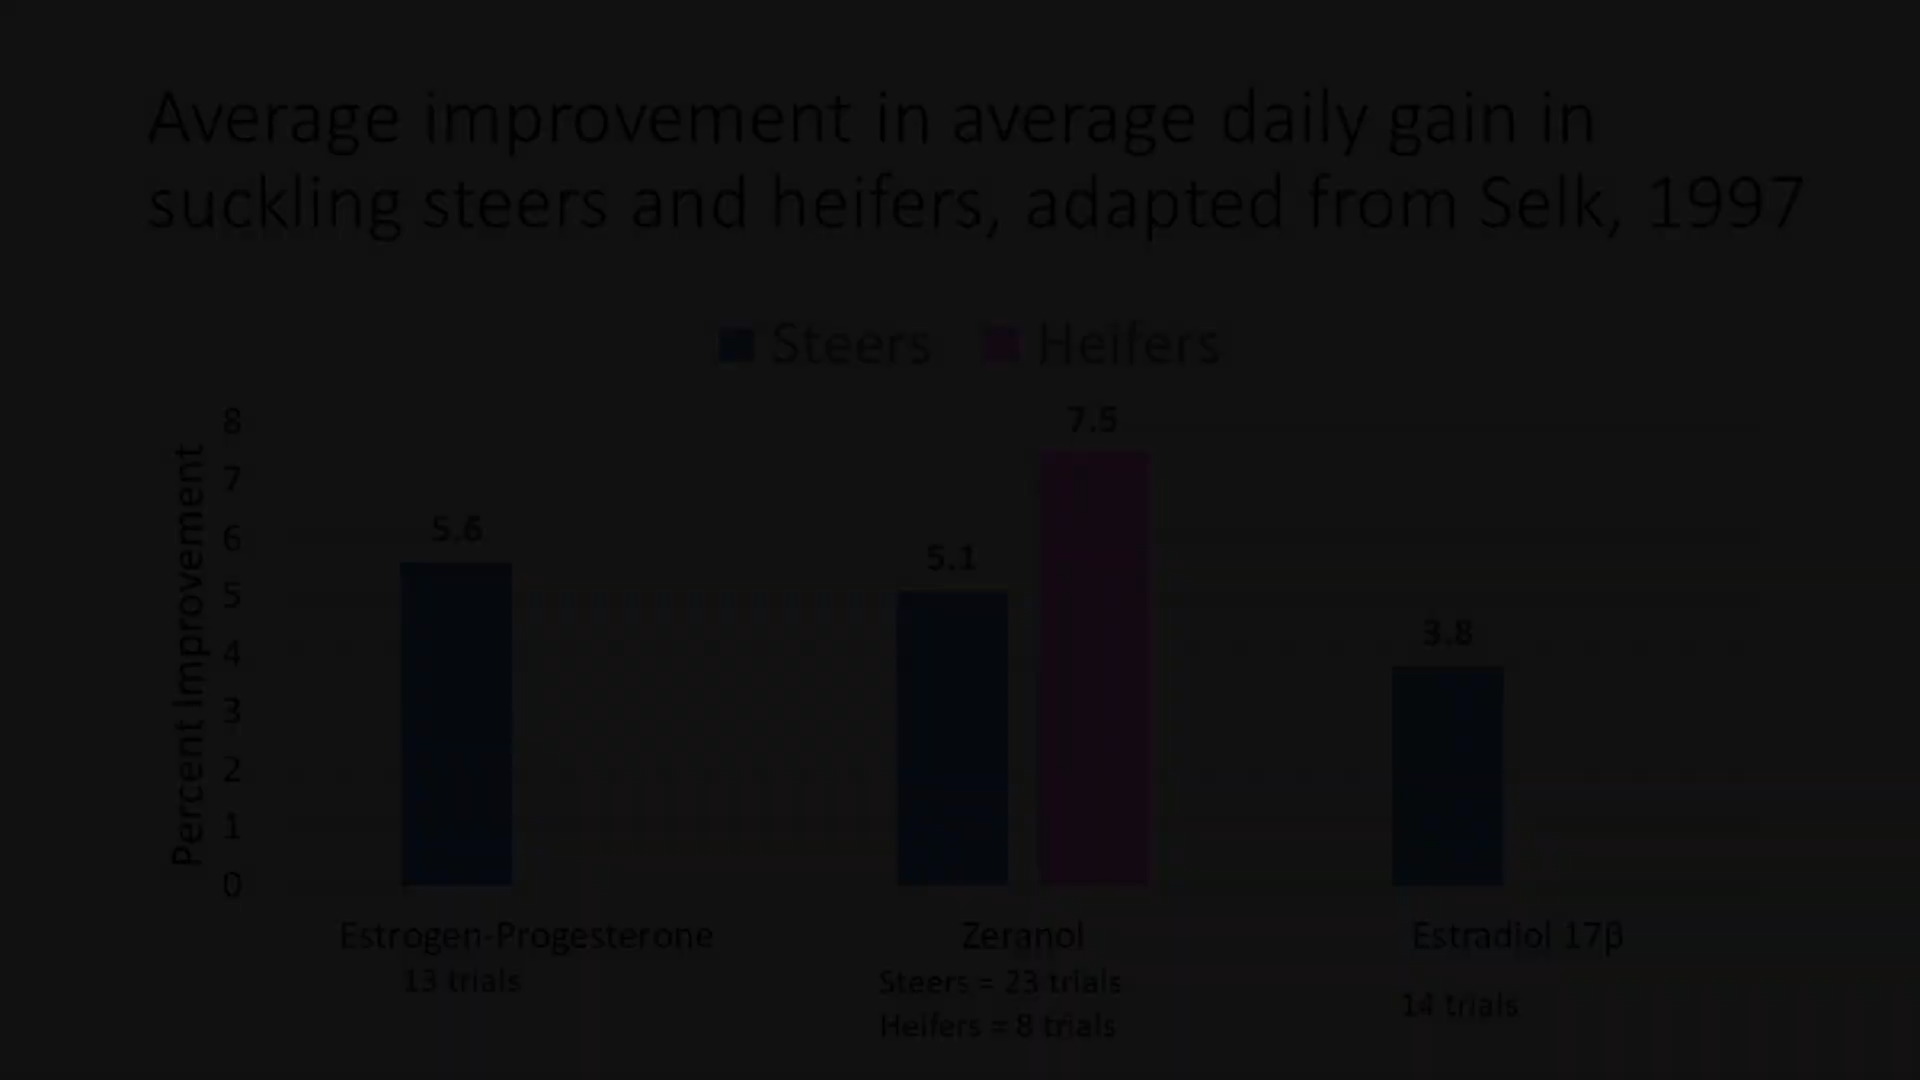 Average improvement in average daily gain in
suckling steers and heifers, adapted from Selk, 1997
Steers Heifers
Percent Improvement
8
7
6
5
4
3
2
1
0
5.6
5.1
7.5
3.8
Estrogen-Progesterone
13 trials
Zeranol
Steers = 23 trials
Heifers = 8 trials
Estradiol 17β
14 trials